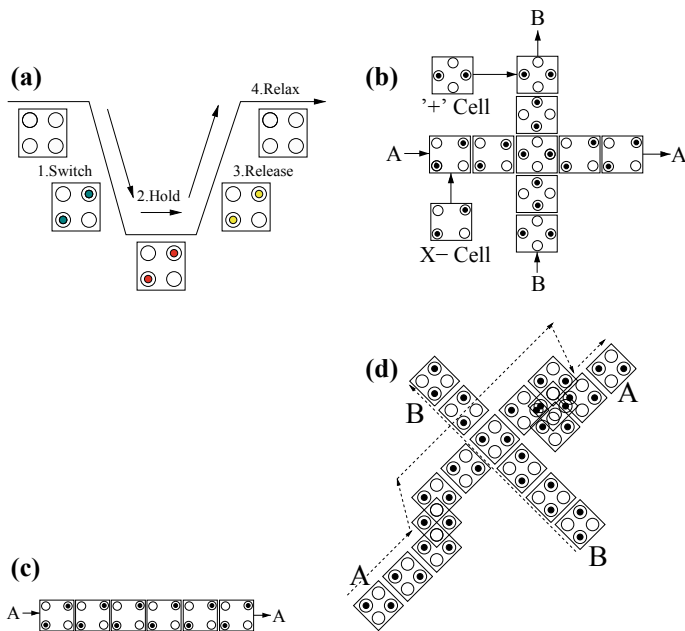 (a)
4.Relax
1.Switch
2.Hold
3.Release
(b)
B
'+' Cell
A
A
X- Cell
B
(c)
A
A
(d)
B
A
A
B